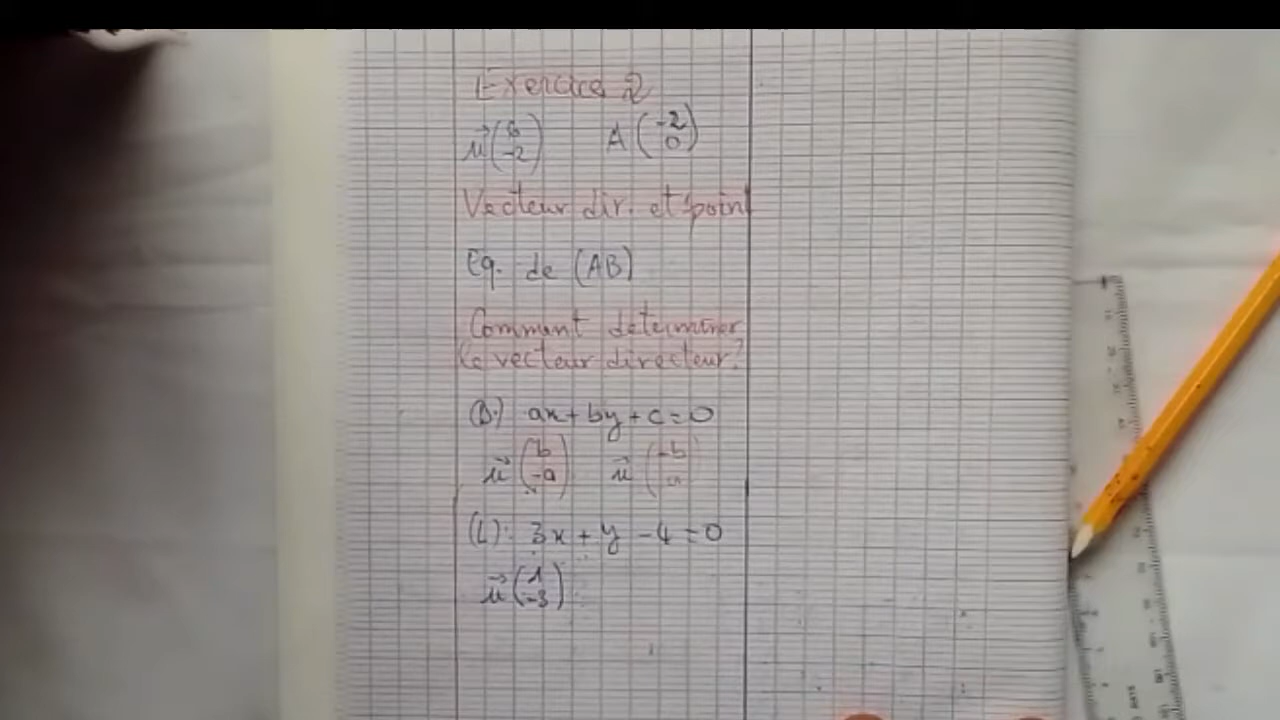 Exercice 2
u⃗(6 -2) A(-2 0)
Vecteur dir. et point
Eq. de (AB)
Comment déterminer
le vecteur directeur?
(D:) ax + by + c = 0
u⃗(b -a) u⃗(-b a)
(L): 3x + y - 4 = 0
u⃗(1 -3)